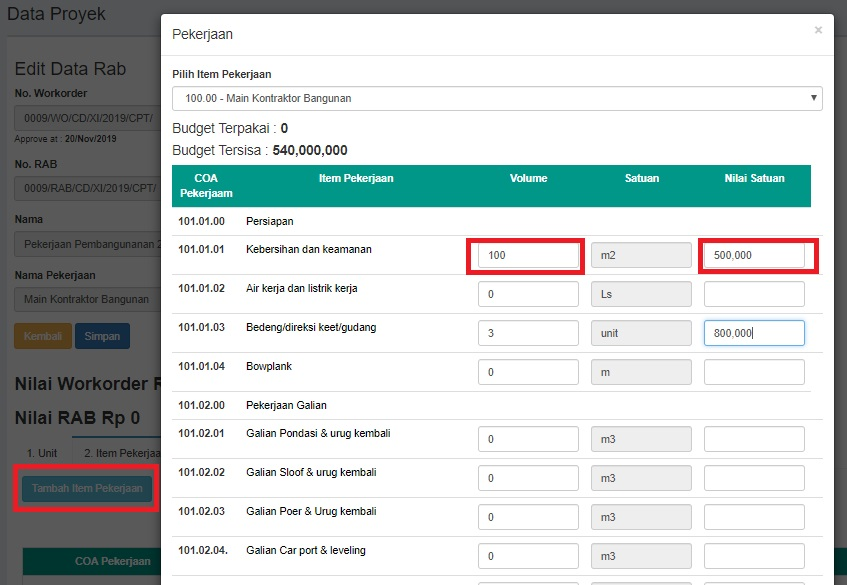 Data Proyek
Edit Data Rab
No. Workorder
0009/WO/CD/XI/2019/CPT/
Approve at : 20/Nov/2019
No. RAB
0009/RAB/CD/XI/2019/CPT/
Nama
Pekerjaan Pembangunanan 2
Nama Pekerjaan
Main Kontraktor Bangunan
Kembali Simpan
Nilai Workorder R
Nilai RAB Rp 0
1. Unit 2. Item Pekerjaa
Tambah Item Pekerjaan
COA Pekerjaan
Pekerjaan ×
Pilih Item Pekerjaan
100.00 - Main Kontraktor Bangunan
Budget Terpakai : 0
Budget Tersisa : 540,000,000
COA Pekerjaam Item Pekerjaan Volume Satuan Nilai Satuan
101.01.00 Persiapan
101.01.01 Kebersihan dan keamanan 100 m2 500,000
101.01.02 Air kerja dan listrik kerja 0 Ls
101.01.03 Bedeng/direksi keet/gudang 3 unit 800,000
101.01.04 Bowplank 0 m
101.02.00 Pekerjaan Galian
101.02.01 Galian Pondasi & urug kembali 0 m3
101.02.02 Galian Sloof & urug kembali 0 m3
101.02.03 Galian Poer & Urug kembali 0 m3
101.02.04. Galian Car port & leveling 0 m3